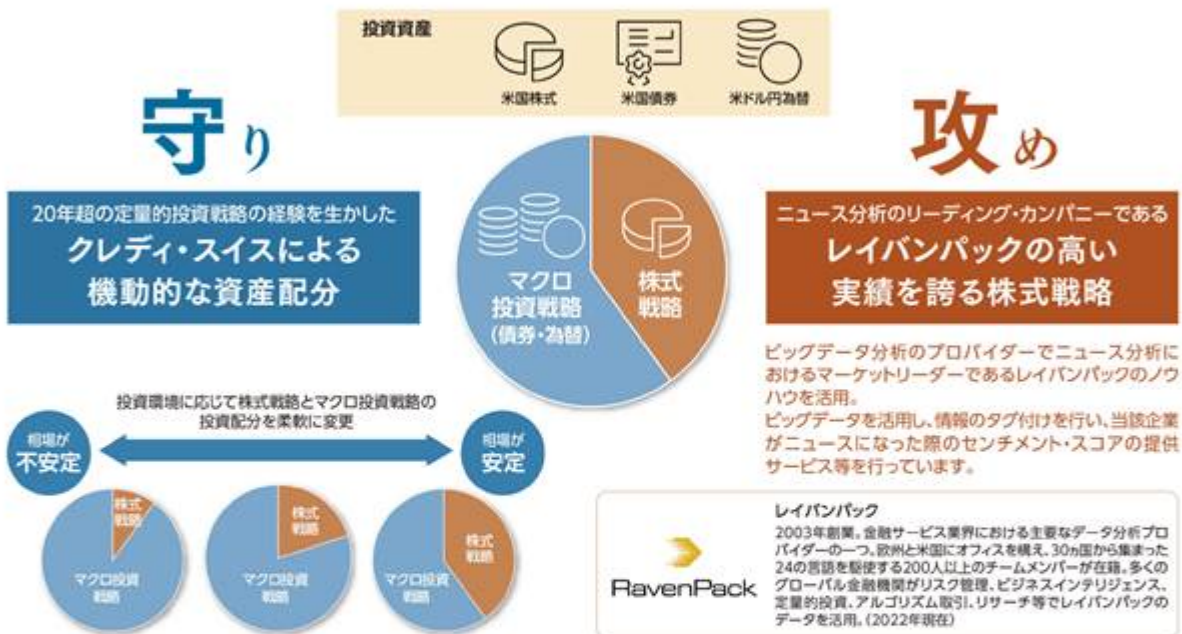 投資資産
米国株式
米国債券
米ドル円為替
守り
20年超の定量的投資戦略の経験を生かした
クレディ・スイスによる
機動的な資産配分
マクロ
投資戦略
(債券・為替)
株式
戦略
攻め
ニュース分析のリーディング・カンパニーである
レイバンパックの高い
実績を誇る株式戦略
ビッグデータ分析のプロバイダーでニュース分析に
おけるマーケットリーダーであるレイバンパックのノウ
ハウを活用。
ビッグデータを活用し、情報のタグ付けを行い、当該企業
がニュースになった際のセンチメント・スコアの提供
サービス等を行っています。
投資環境に応じて株式戦略とマクロ投資戦略の
投資配分を柔軟に変更
相場が
不安定
相場が
安定
株式
戦略
マクロ投資
戦略
株式
戦略
マクロ投資
戦略
株式
戦略
マクロ投資
戦略
RavenPack
レイバンパック
2003年創業。金融サービス業界における主要なデータ分析プロ
バイダーの一つ。欧州と米国にオフィスを構え、30ヵ国から集まった
24の言語を駆使する200人以上のチームメンバーが在籍。多くの
グローバル金融機関がリスク管理、ビジネスインテリジェンス、
定量的投資、アルゴリズム取引、リサーチ等でレイバンパックの
データを活用。(2022年現在)